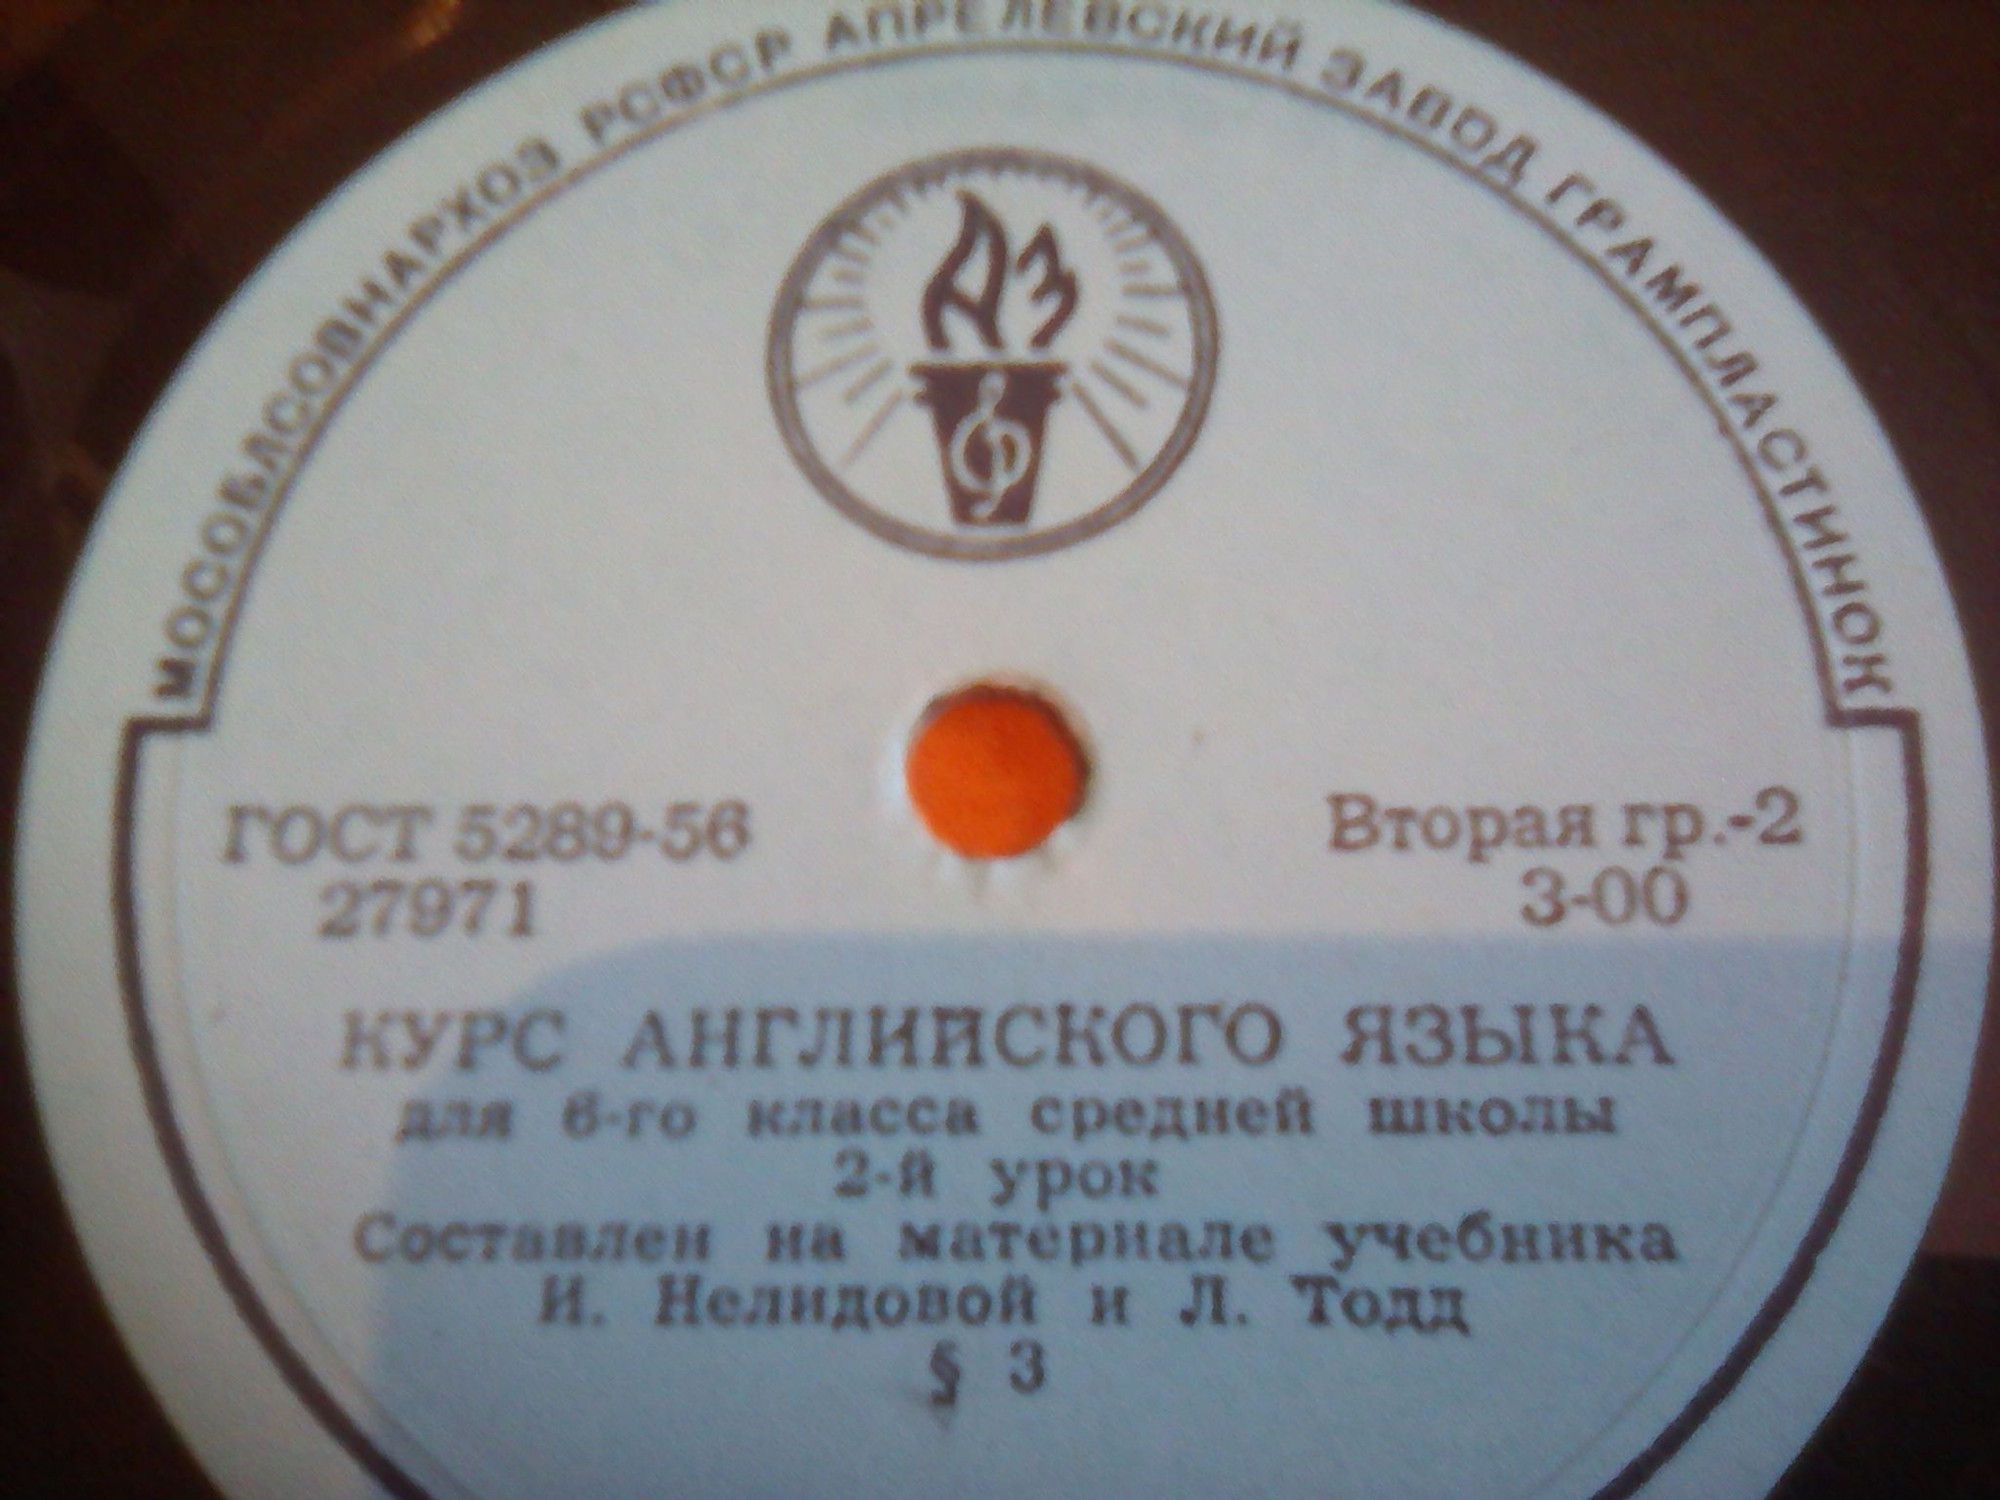 МОСОБЛСОВНАРХОЗ РСФСР АПРЕЛЕВСКИЙ ЗАВОД ГРАМПЛАСТИНОК
АЗ
ГОСТ 5289-56
27971
Вторая гр.-2
3-00
КУРС АНГЛИЙСКОГО ЯЗЫКА
для 6-го класса средней школы
2-й урок
Составлен на материале учебника
И. Нелидовой и Л. Тодд
§ 3